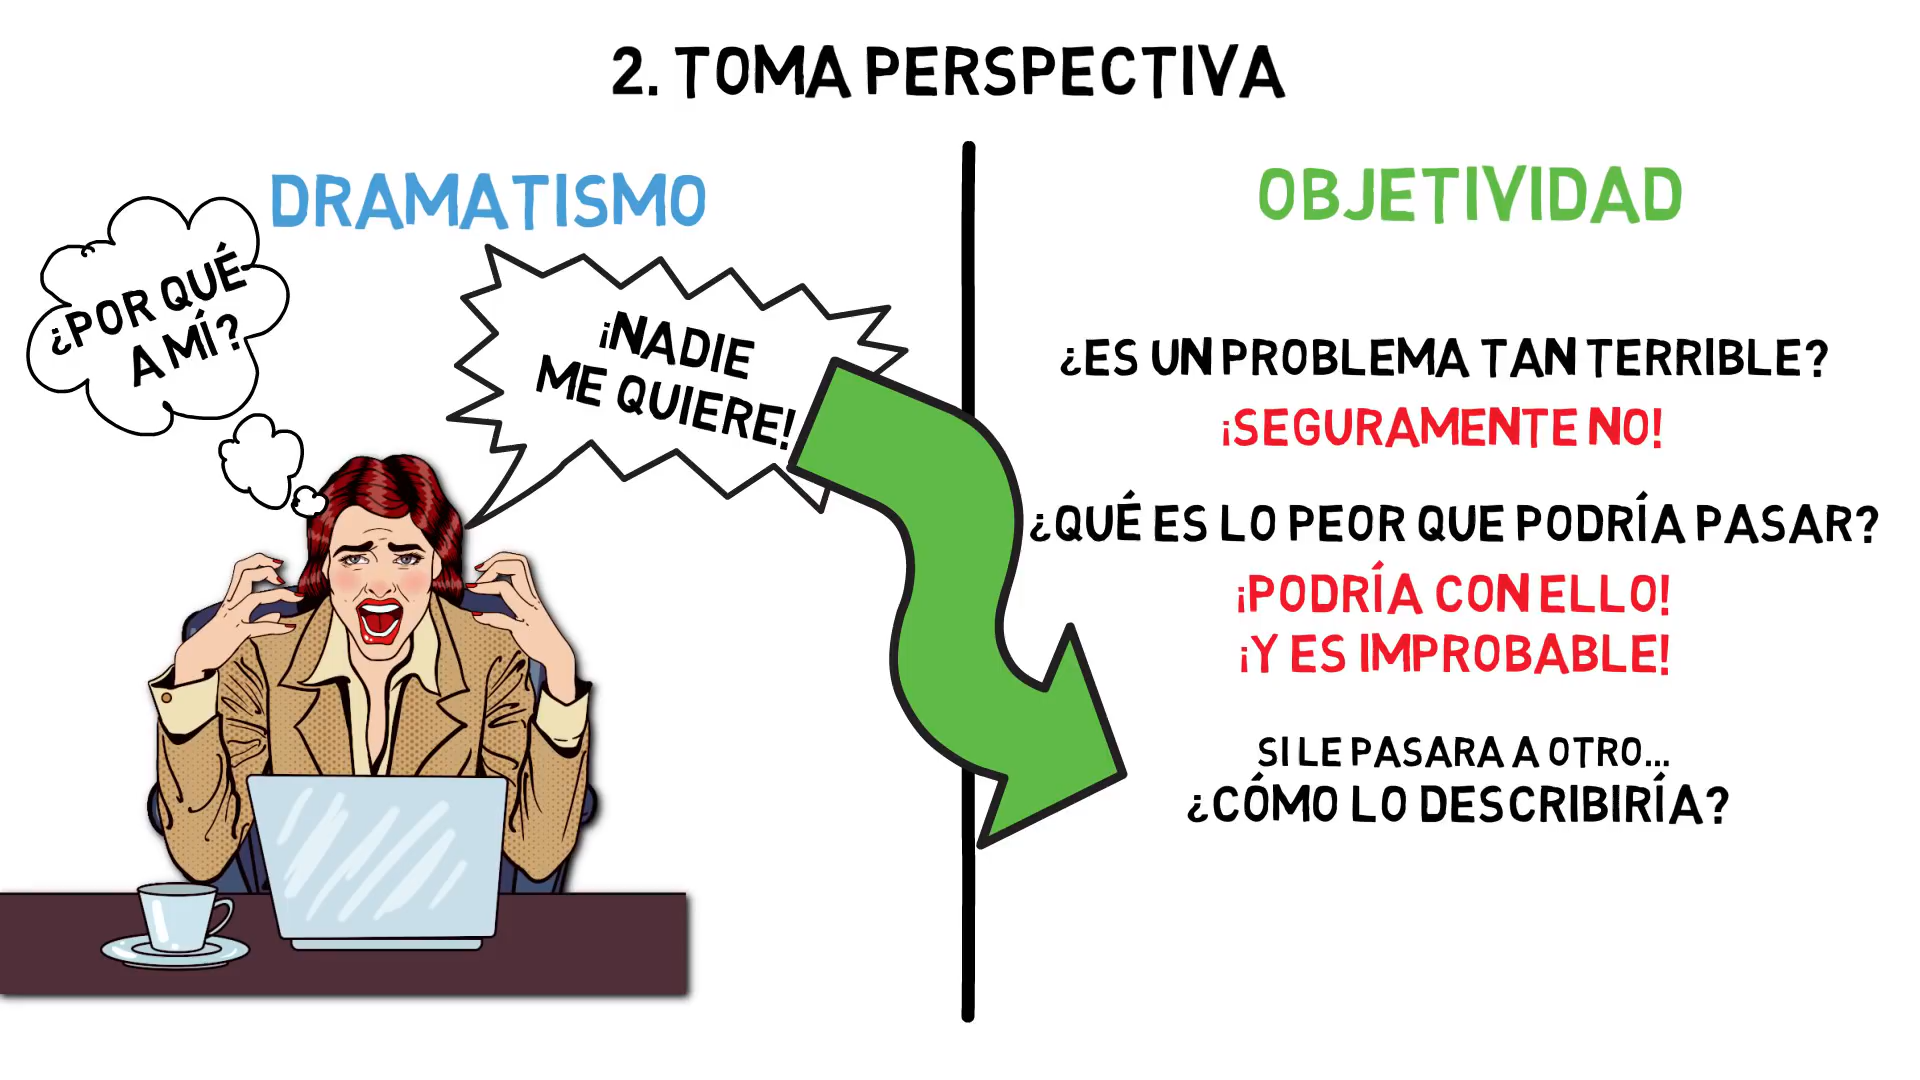 2. TOMA PERSPECTIVA
DRAMATISMO
¿POR QUÉ
A MÍ?
¡NADIE
ME QUIERE!
OBJETIVIDAD
¿ES UN PROBLEMA TAN TERRIBLE?
¡SEGURAMENTE NO!
¿QUÉ ES LO PEOR QUE PODRÍA PASAR?
¡PODRÍA CON ELLO!
¡Y ES IMPROBABLE!
SI LE PASARA A OTRO...
¿CÓMO LO DESCRIBIRÍA?